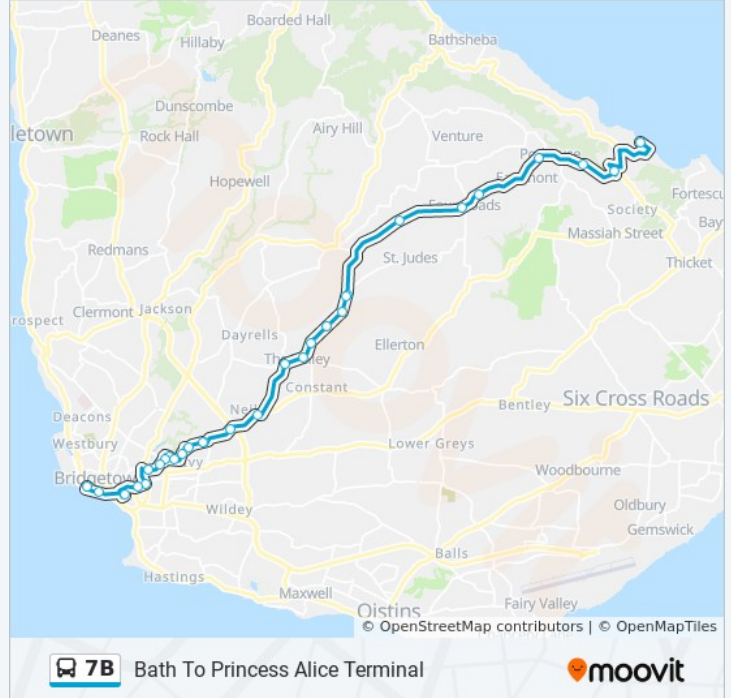 Boarded Hall
Deanes
Hillaby
Bathsheba
Dunscombe
letown
Rock Hall
Airy Hill
Venture
Hopewell
Fortescu
Society
Bay
Massiah Street
Redmans
St. Judes
Thicket
rospect
Clermont
Jackson
Dayrells
Ellerton
Constant
Six Cross Roads
Bentley
Deacons
Westbury
Lower Greys
Bridgetow
Woodbourne
Wildey
Oldbury
Gemswick
Balls
Hastings
Maxwell
Oistins
Fairy Valley
© OpenStreetMap contributors | © OpenMapTiles
7B Bath To Princess Alice Terminal
moovit